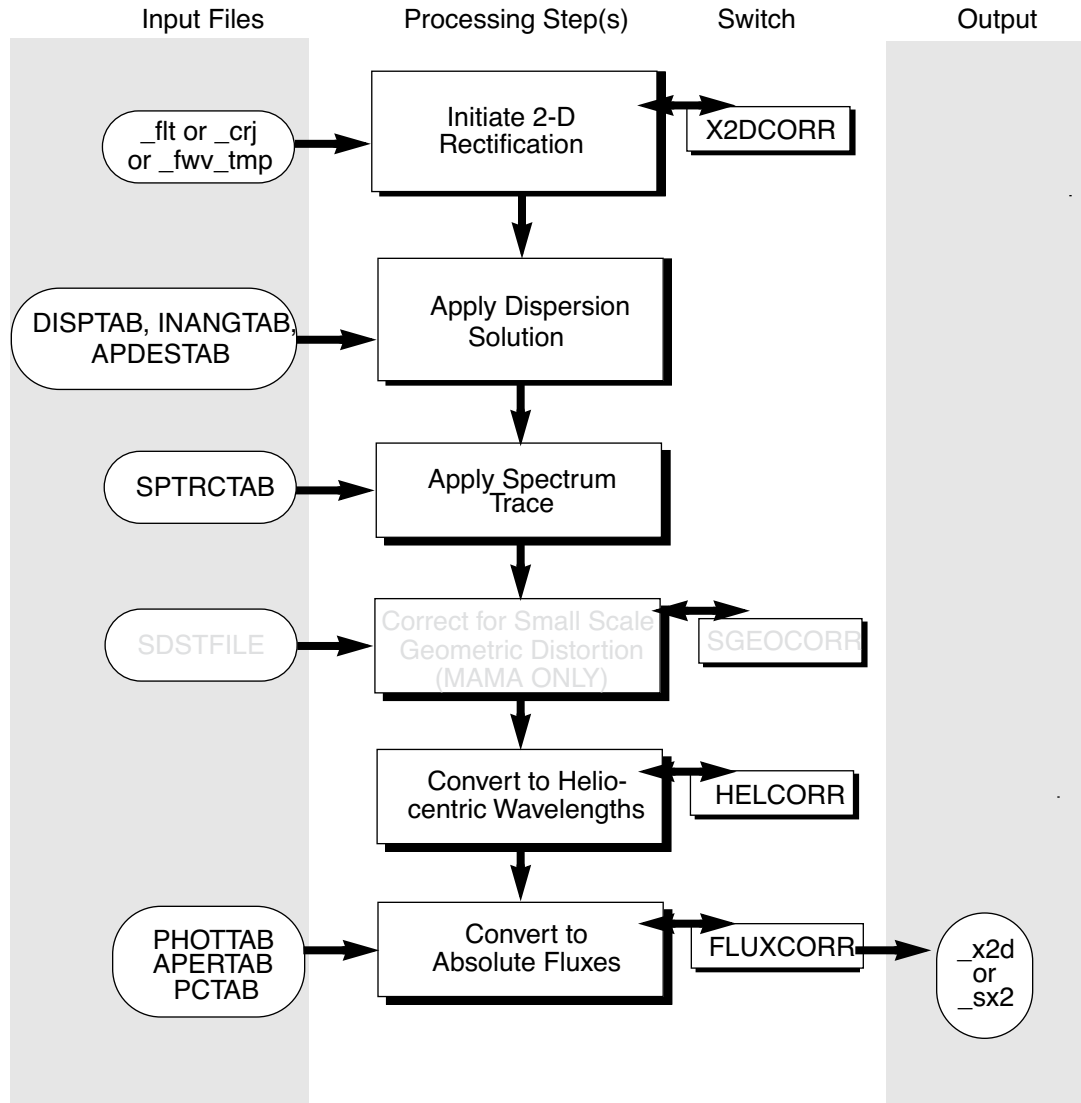 Input Files
Processing Step(s)
Switch
Output
_flt or _crj
or _fwv_tmp
Initiate 2-D
Rectification
X2DCORR
DISPTAB, INANGTAB,
APDESTAB
Apply Dispersion
Solution
SPTRCTAB
Apply Spectrum
Trace
SDSTFILE
Correct for Small Scale
Geometric Distortion
(MAMA ONLY)
SGEOCORR
Convert to Helio-
centric Wavelengths
HELCORR
PHOTTAB
APERTAB
PCTAB
Convert to
Absolute Fluxes
FLUXCORR
_x2d
or
_sx2